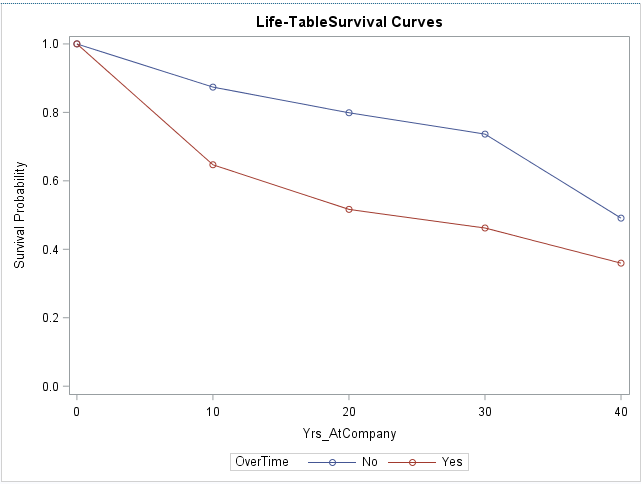 Life-TableSurvival Curves
1.0
0.8
0.6
0.4
0.2
0.0
Survival Probability
0 10 20 30 40
Yrs_AtCompany
OverTime No Yes